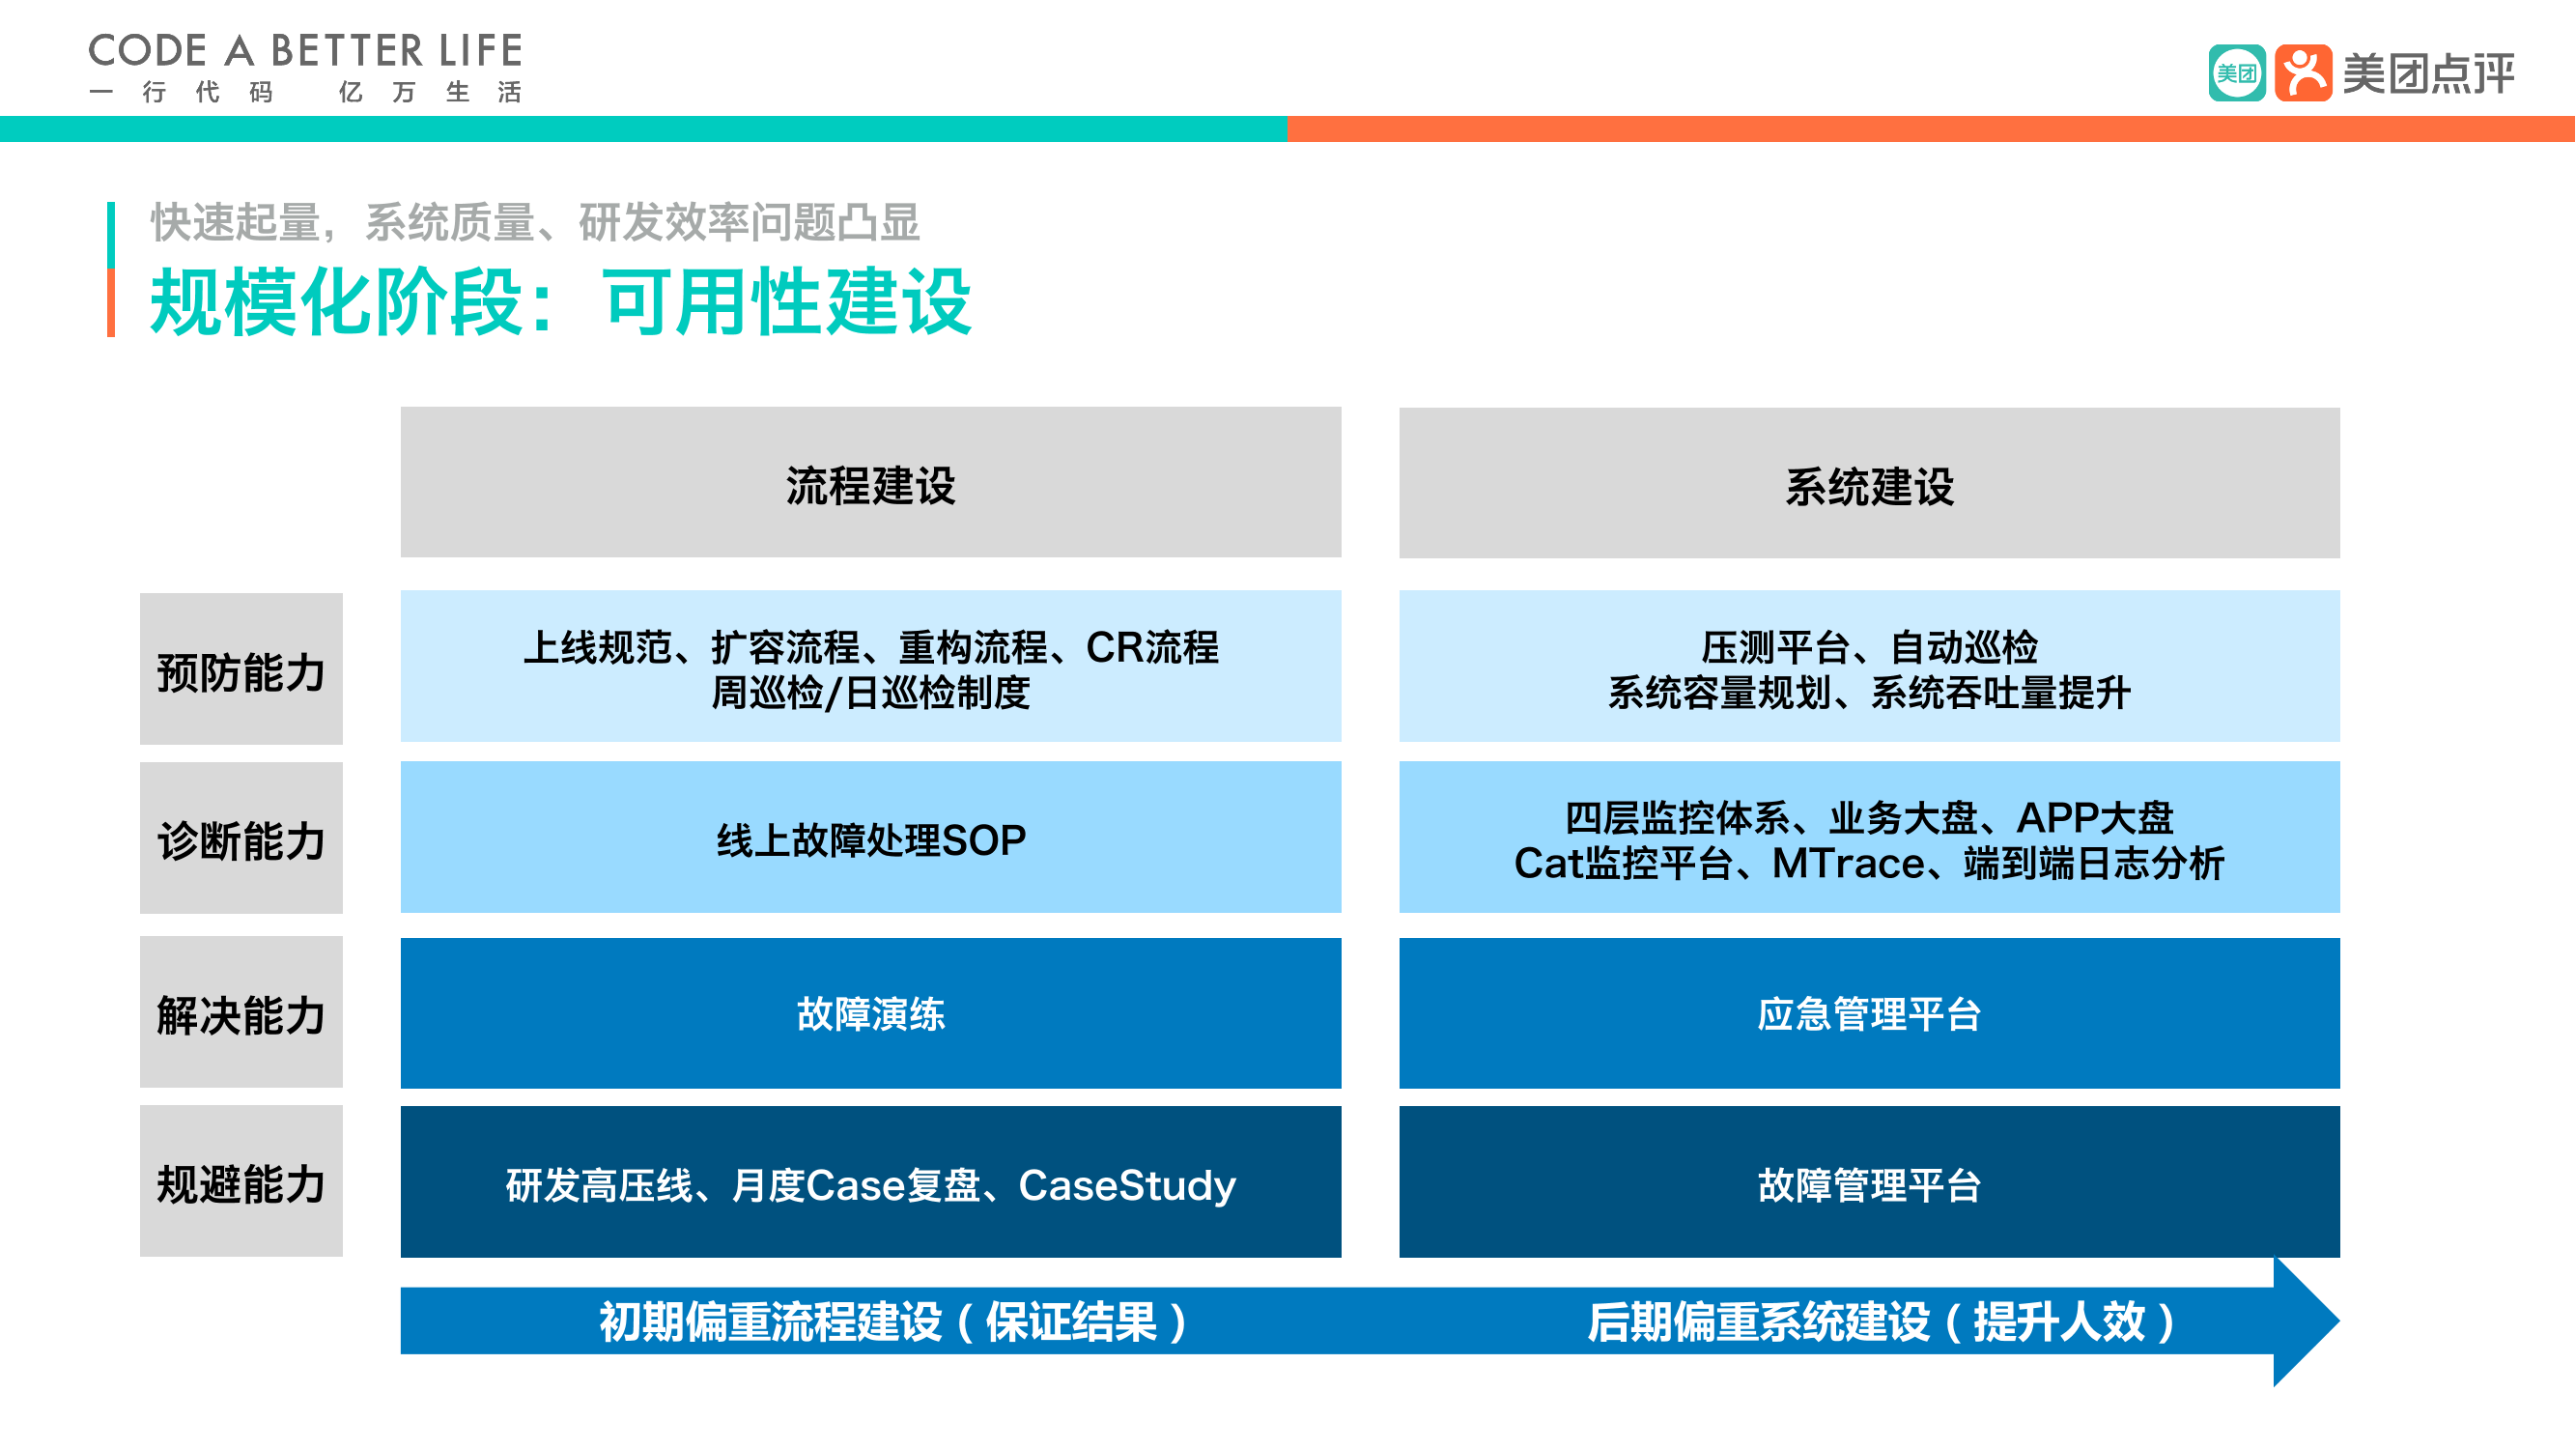 CODE A BETTER LIFE
一行代码 亿万生活
美团
美团点评
快速起量，系统质量、研发效率问题凸显
规模化阶段：可用性建设
流程建设
系统建设
预防能力
上线规范、扩容流程、重构流程、CR流程
周巡检/日巡检制度
压测平台、自动巡检
系统容量规划、系统吞吐量提升
诊断能力
线上故障处理SOP
四层监控体系、业务大盘、APP大盘
Cat监控平台、MTrace、端到端日志分析
解决能力
故障演练
应急管理平台
规避能力
研发高压线、月度Case复盘、CaseStudy
故障管理平台
初期偏重流程建设（保证结果）
后期偏重系统建设（提升人效）